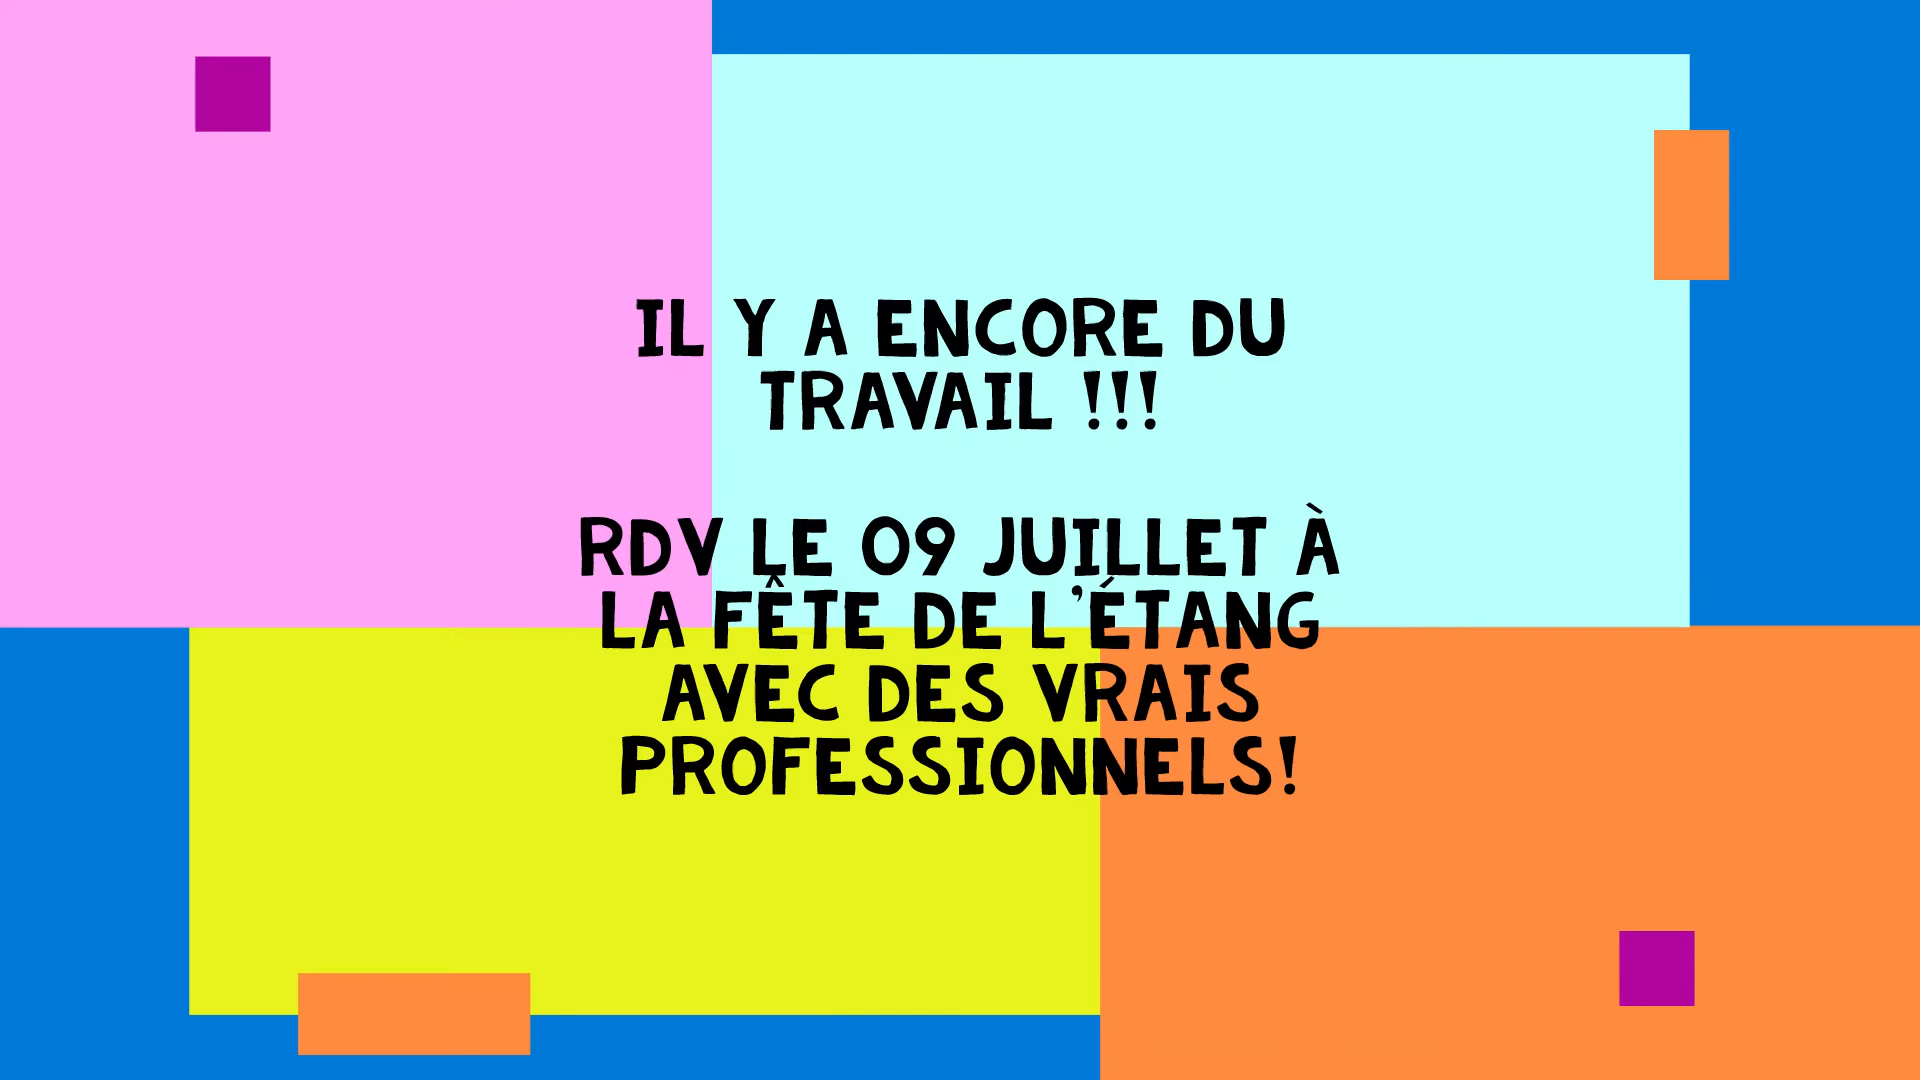 IL Y A ENCORE DU
TRAVAIL !!!
RDV LE 09 JUILLET À
LA FÊTE DE L'ÉTANG
AVEC DES VRAIS
PROFESSIONNELS!